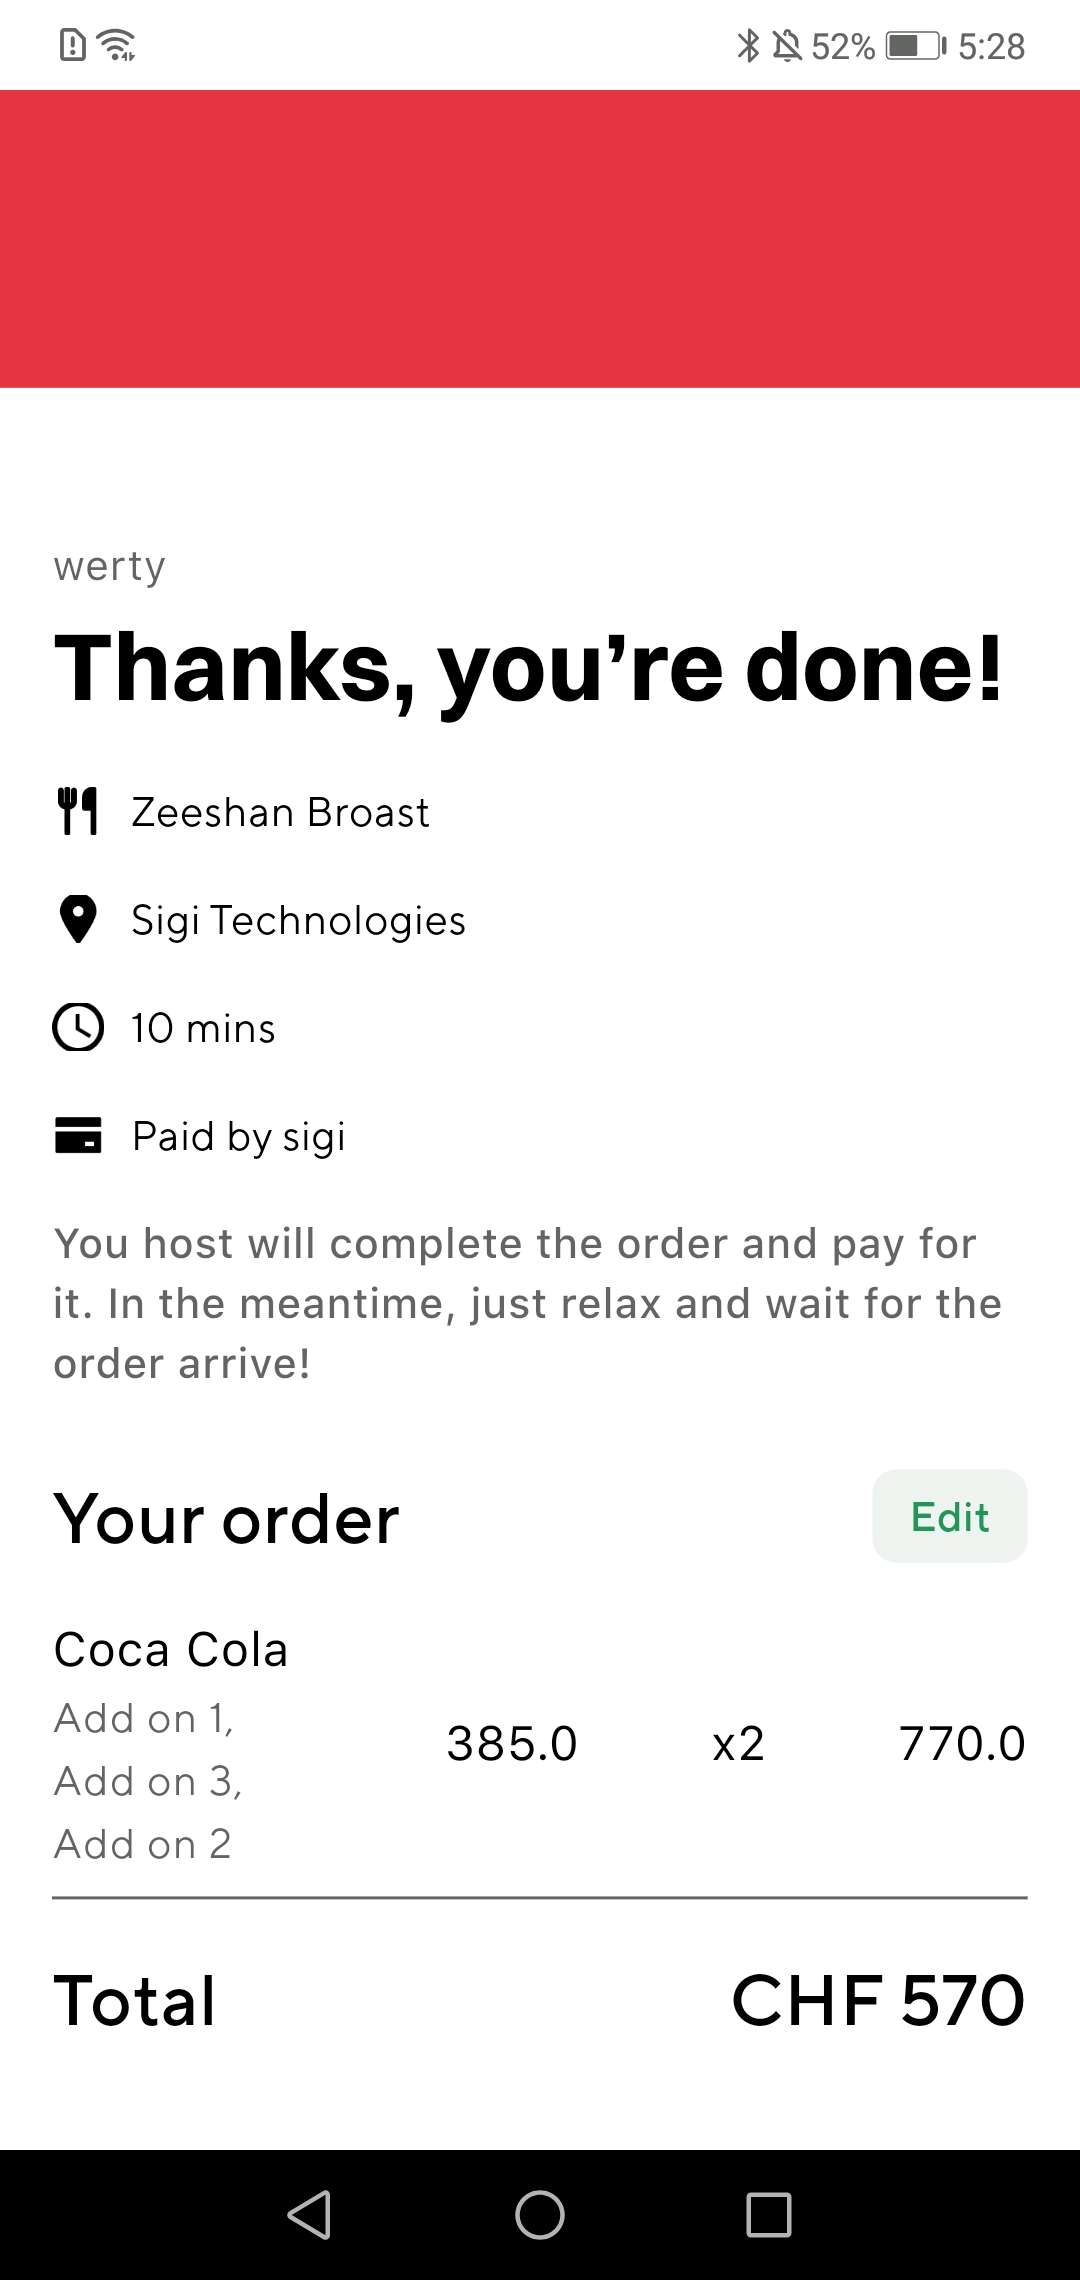 52% 5:28
werty
Thanks, you’re done!
Zeeshan Broast
Sigi Technologies
10 mins
Paid by sigi
You host will complete the order and pay for
it. In the meantime, just relax and wait for the
order arrive!
Your order Edit
Coca Cola
Add on 1,
Add on 3,
Add on 2
385.0 x2 770.0
Total CHF 570